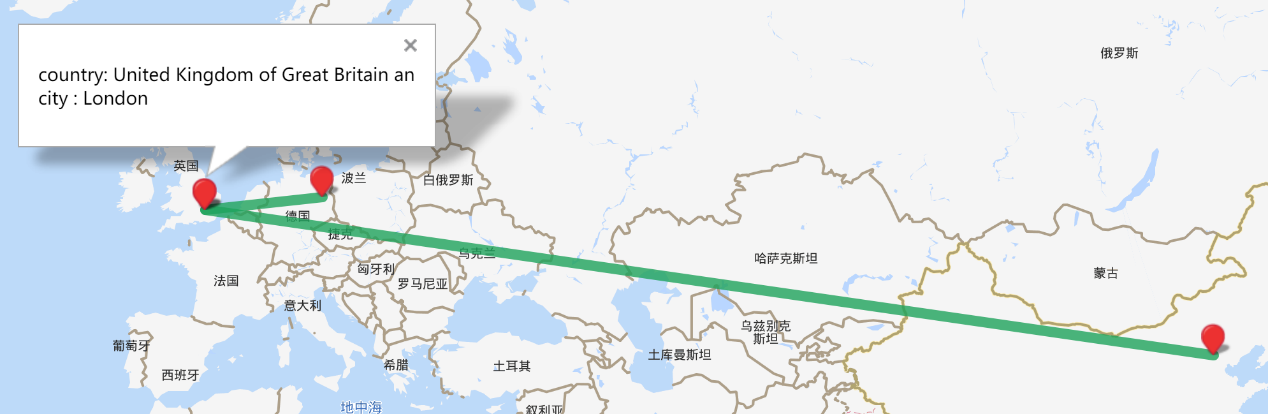 ×
country: United Kingdom of Great Britain an
city : London
俄罗斯
英国
波兰
白俄罗斯
德国
捷克
乌克兰
匈牙利
法国
罗马尼亚
哈萨克斯坦
蒙古
意大利
葡萄牙
西班牙
希腊
土耳其
土库曼斯坦
乌兹别克
斯坦
地中海
叙利亚